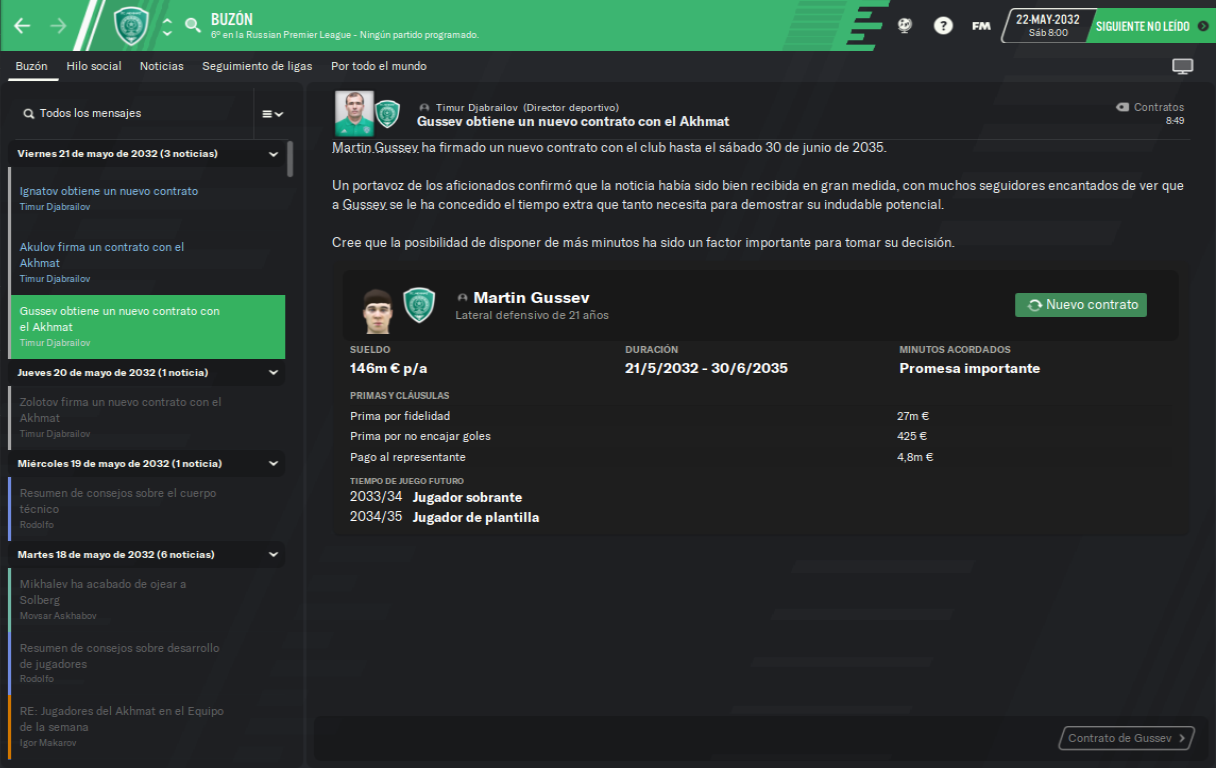 BUZÓN
6º en la Russian Premier League - Ningún partido programado.
?
FM
22-MAY-2032
Sáb 8:00
SIGUIENTE NO LEÍDO
Buzón
Hilo social
Noticias
Seguimiento de ligas
Por todo el mundo
Todos los mensajes
Viernes 21 de mayo de 2032 (3 noticias)
Ignatov obtiene un nuevo contrato
Timur Djabrailov
Akulov firma un contrato con el
Akhmat
Timur Djabrailov
Gussev obtiene un nuevo contrato con
el Akhmat
Timur Djabrailov
Jueves 20 de mayo de 2032 (1 noticia)
Zolotov firma un nuevo contrato con el
Akhmat
Timur Djabrailov
Miércoles 19 de mayo de 2032 (1 noticia)
Resumen de consejos sobre el cuerpo
técnico
Rodolfo
Martes 18 de mayo de 2032 (6 noticias)
Mikhalev ha acabado de ojear a
Solberg
Movsar Askhabov
Resumen de consejos sobre desarrollo
de jugadores
Rodolfo
RE: Jugadores del Akhmat en el Equipo
de la semana
Igor Makarov
Timur Djabrailov (Director deportivo)
Gussev obtiene un nuevo contrato con el Akhmat
Contratos
8:49
Martin Gussev ha firmado un nuevo contrato con el club hasta el sábado 30 de junio de 2035.
Un portavoz de los aficionados confirmó que la noticia había sido bien recibida en gran medida, con muchos seguidores encantados de ver que
a Gussev se le ha concedido el tiempo extra que tanto necesita para demostrar su indudable potencial.
Cree que la posibilidad de disponer de más minutos ha sido un factor importante para tomar su decisión.
Martin Gussev
Lateral defensivo de 21 años
Nuevo contrato
SUELDO
146m € p/a
DURACIÓN
21/5/2032 - 30/6/2035
MINUTOS ACORDADOS
Promesa importante
PRIMAS Y CLÁUSULAS
Prima por fidelidad 27m €
Prima por no encajar goles 425 €
Pago al representante 4,8m €
TIEMPO DE JUEGO FUTURO
2033/34 Jugador sobrante
2034/35 Jugador de plantilla
Contrato de Gussev